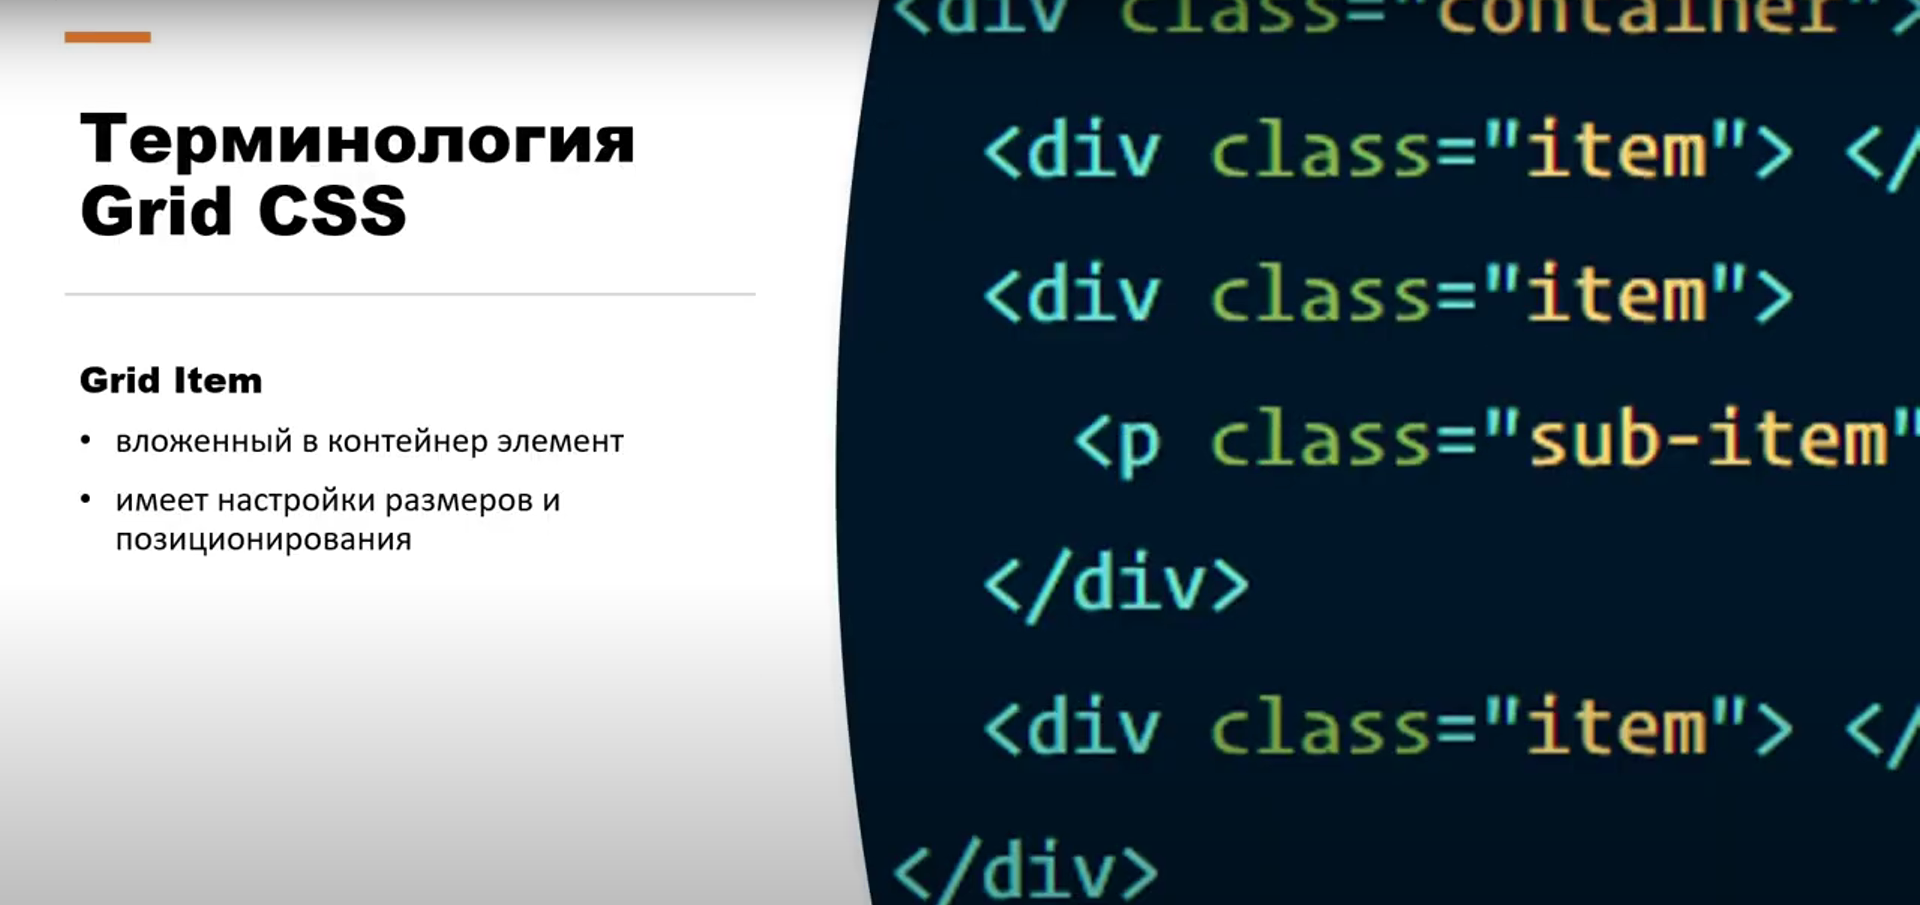 Терминология
Grid CSS
Grid Item
• вложенный в контейнер элемент
• имеет настройки размеров и
позиционирования
<div class="container">
<div class="item"> </
<div class="item">
<p class="sub-item"
</div>
<div class="item"> </
</div>